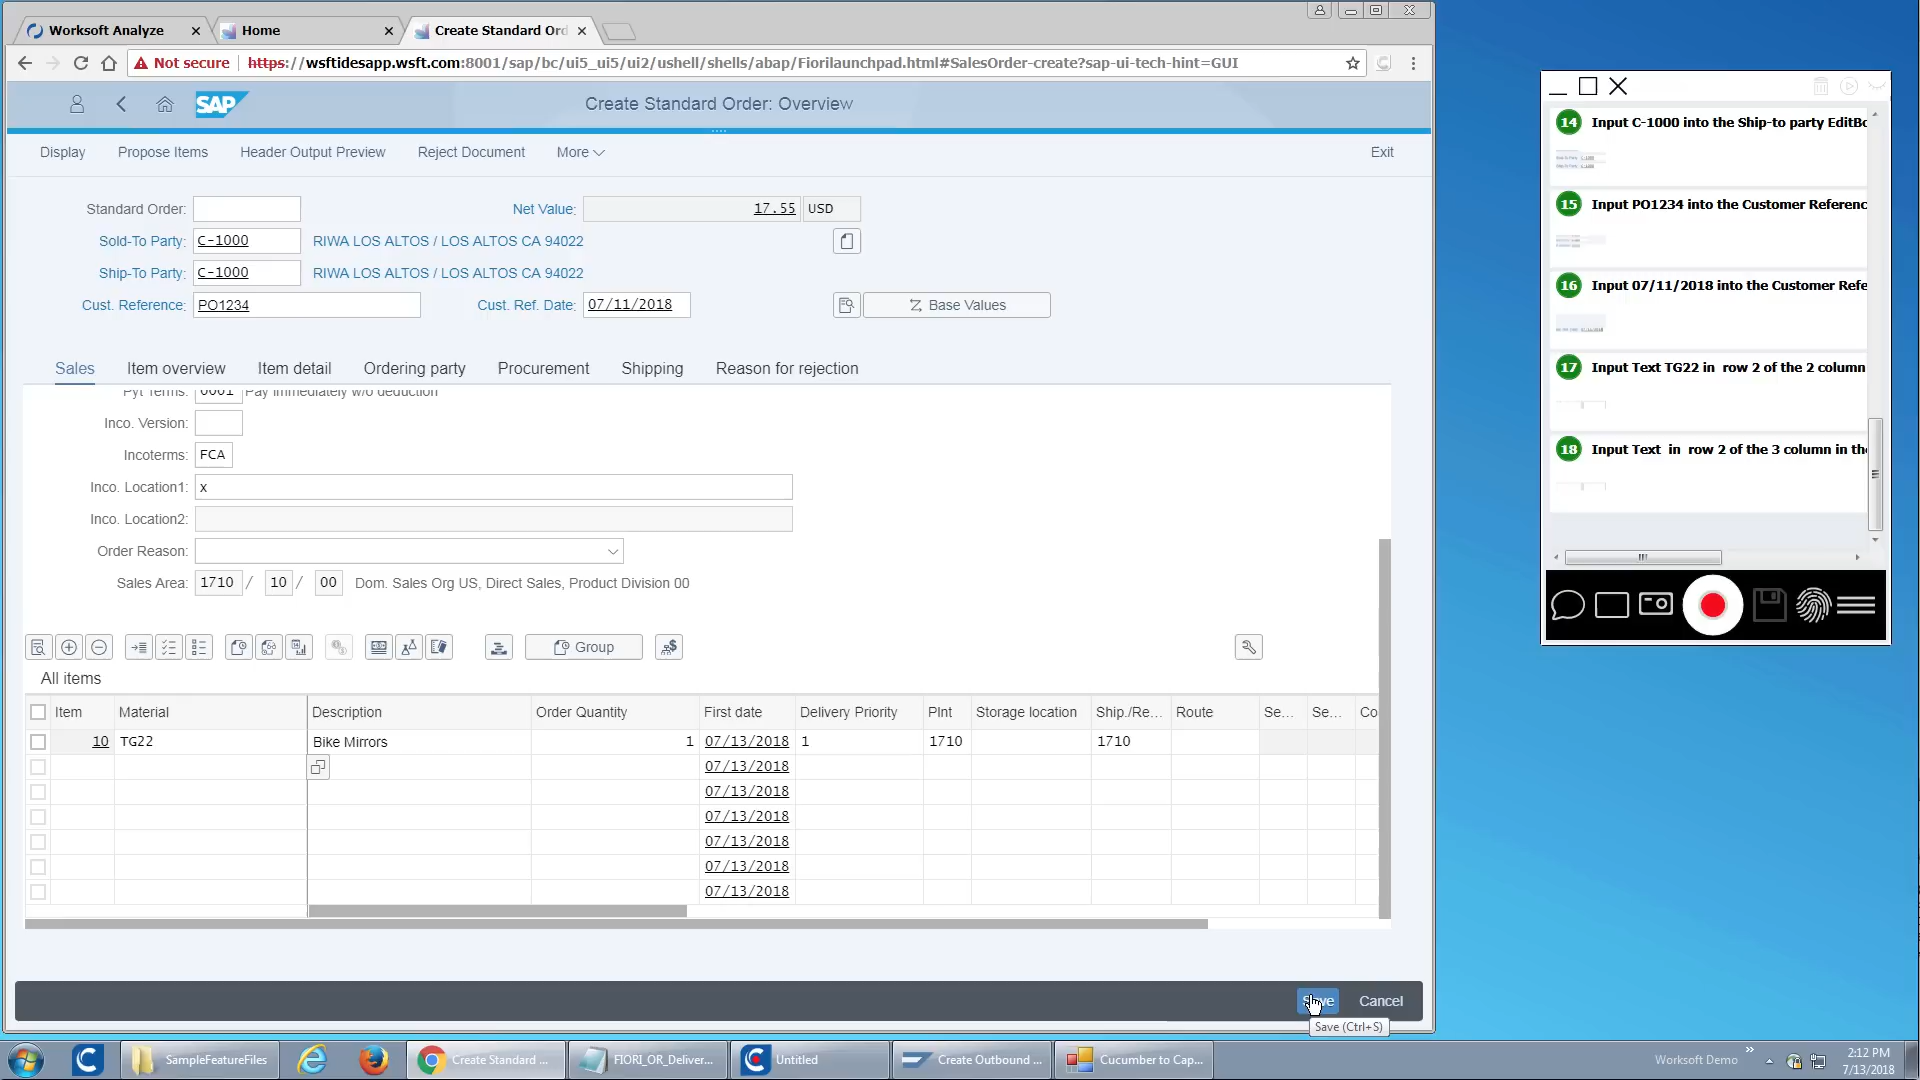 Worksoft Analyze
Home
Create Standard Ord
Not secure https://wsftidesapp.wsft.com:8001/sap/bc/ui5_ui5/ui2/ushell/shells/abap/Fiorilaunchpad.html#SalesOrder-create?sap-ui-tech-hint=GUI
SAP
Create Standard Order: Overview
Display Propose Items Header Output Preview Reject Document More Exit
Standard Order: Net Value: 17.55 USD
Sold-To Party: C-1000 RIWA LOS ALTOS / LOS ALTOS CA 94022
Ship-To Party: C-1000 RIWA LOS ALTOS / LOS ALTOS CA 94022
Cust. Reference: PO1234 Cust. Ref. Date: 07/11/2018 Base Values
Sales Item overview Item detail Ordering party Procurement Shipping Reason for rejection
Pyt Terms: 0001 Pay immediately w/o deduction
Inco. Version:
Incoterms: FCA
Inco. Location1: x
Inco. Location2:
Order Reason:
Sales Area: 1710 / 10 / 00 Dom. Sales Org US, Direct Sales, Product Division 00
Group
All items
Item Material Description Order Quantity First date Delivery Priority Plnt Storage location Ship./Re... Route Se... Se... Co
10 TG22 Bike Mirrors 1 07/13/2018 1 1710 1710
07/13/2018
07/13/2018
07/13/2018
07/13/2018
07/13/2018
07/13/2018
Save Cancel
Save (Ctrl+S)
14 Input C-1000 into the Ship-to party EditBo
15 Input PO1234 into the Customer Referenc
16 Input 07/11/2018 into the Customer Refe
17 Input Text TG22 in row 2 of the 2 column
18 Input Text in row 2 of the 3 column in the
SampleFeatureFiles
Create Standard ...
FIORI_OR_Deliver...
Untitled
Create Outbound ...
Cucumber to Cap...
Worksoft Demo
2:12 PM
7/13/2018